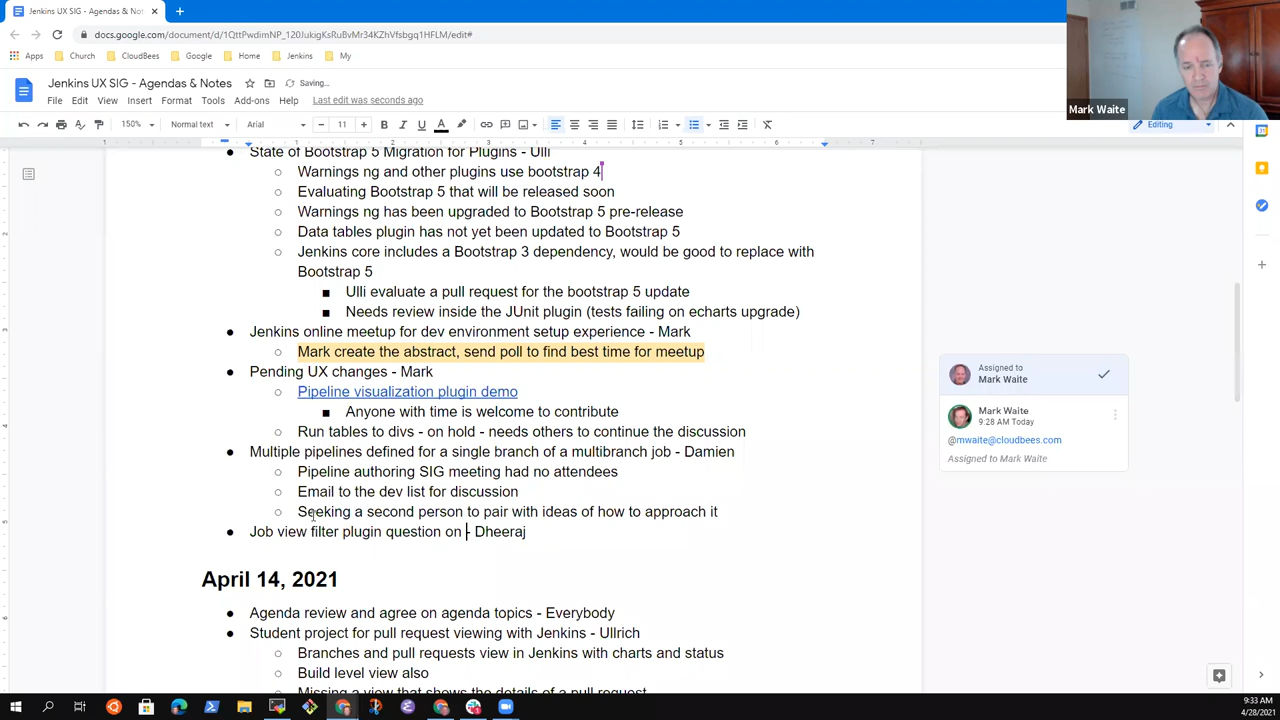 Jenkins UX SIG - Agendas & Not
docs.google.com/document/d/1QttPwdimNP_120JukigKsRuBvMr34KZhVfsbgq1HFLM/edit#
Apps Church CloudBees Google Home Jenkins My
Mark Waite
Jenkins UX SIG - Agendas & Notes Saving...
File Edit View Insert Format Tools Add-ons Help Last edit was seconds ago
150% Normal text Arial 11 Editing
State of Bootstrap 5 Migration for Plugins - Ulli
Warnings ng and other plugins use bootstrap 4
Evaluating Bootstrap 5 that will be released soon
Warnings ng has been upgraded to Bootstrap 5 pre-release
Data tables plugin has not yet been updated to Bootstrap 5
Jenkins core includes a Bootstrap 3 dependency, would be good to replace with
Bootstrap 5
Ulli evaluate a pull request for the bootstrap 5 update
Needs review inside the JUnit plugin (tests failing on echarts upgrade)
Jenkins online meetup for dev environment setup experience - Mark
Mark create the abstract, send poll to find best time for meetup
Pending UX changes - Mark
Pipeline visualization plugin demo
Anyone with time is welcome to contribute
Run tables to divs - on hold - needs others to continue the discussion
Multiple pipelines defined for a single branch of a multibranch job - Damien
Pipeline authoring SIG meeting had no attendees
Email to the dev list for discussion
Seeking a second person to pair with ideas of how to approach it
Job view filter plugin question on - Dheeraj
April 14, 2021
Agenda review and agree on agenda topics - Everybody
Student project for pull request viewing with Jenkins - Ullrich
Branches and pull requests view in Jenkins with charts and status
Build level view also
Missing a view that shows the details of a pull request
Assigned to
Mark Waite
Mark Waite
9:28 AM Today
@mwaite@cloudbees.com
Assigned to Mark Waite
9:33 AM
4/28/2021